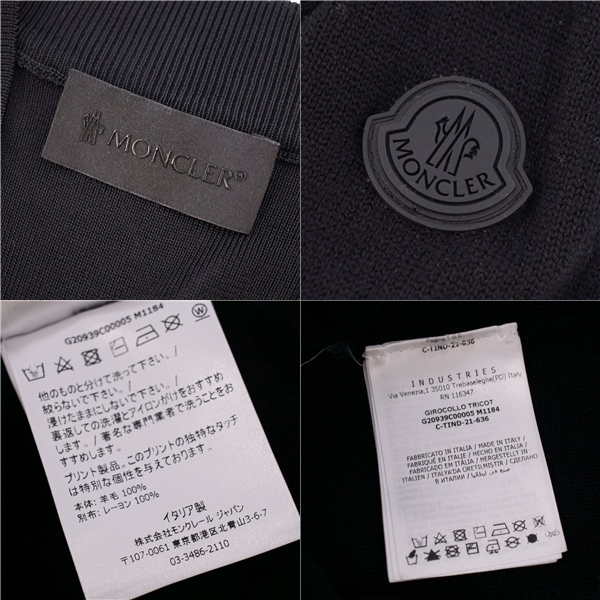 MONCLER
MONCLER
G20939C00005 M1184
他のものと分けて洗って下さい。/
絞らないで下さい。/
浸けたままにしないで下さい。/
裏返しての洗濯とアイロンがけをおすすめ
します。/著名な専門業者で洗うことをお
すすめします。
プリント製品。このプリントの独特なタッチ
は特別な個性を与えます。
本体: 羊毛 100%
別布: レーヨン 100%
イタリア製
株式会社モンクレール ジャパン
〒107-0061 東京都港区北青山3-6-7
03-3486-2110
C-TIND-21-636
INDUSTRIES
Via Venezia,1 35010 Trebaseleghe(PD) Italy
RN 116347
GIROCOLLO TRICOT
G20939C00005 M1184
C-TIND-21-636
FABBRICATO IN ITALIA / MADE IN ITALY /
FABRIQUÉ EN ITALIE / HECHO EN ITALIA /
FABRICADO EM ITÁLIA / HERGESTELLT IN
ITALIEN / ITALYA'DA ÜRETİLMİSTİR / СДЕЛАНО
В ИТАЛИИ /